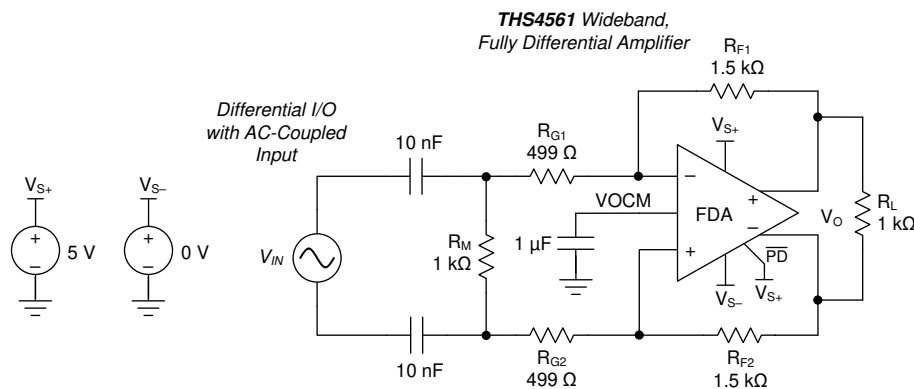 THS4561 Wideband,
Fully Differential Amplifier
RF1
1.5 kΩ
Differential I/O
with AC-Coupled
Input
10 nF
RG1
499 Ω
VS+
VS+
VS–
+
–
5 V
+
–
0 V
VIN
RM
1 kΩ
VOCM
1 µF
–
+
FDA
+
–
VO
RL
1 kΩ
PD
VS–
VS+
10 nF
RG2
499 Ω
RF2
1.5 kΩ